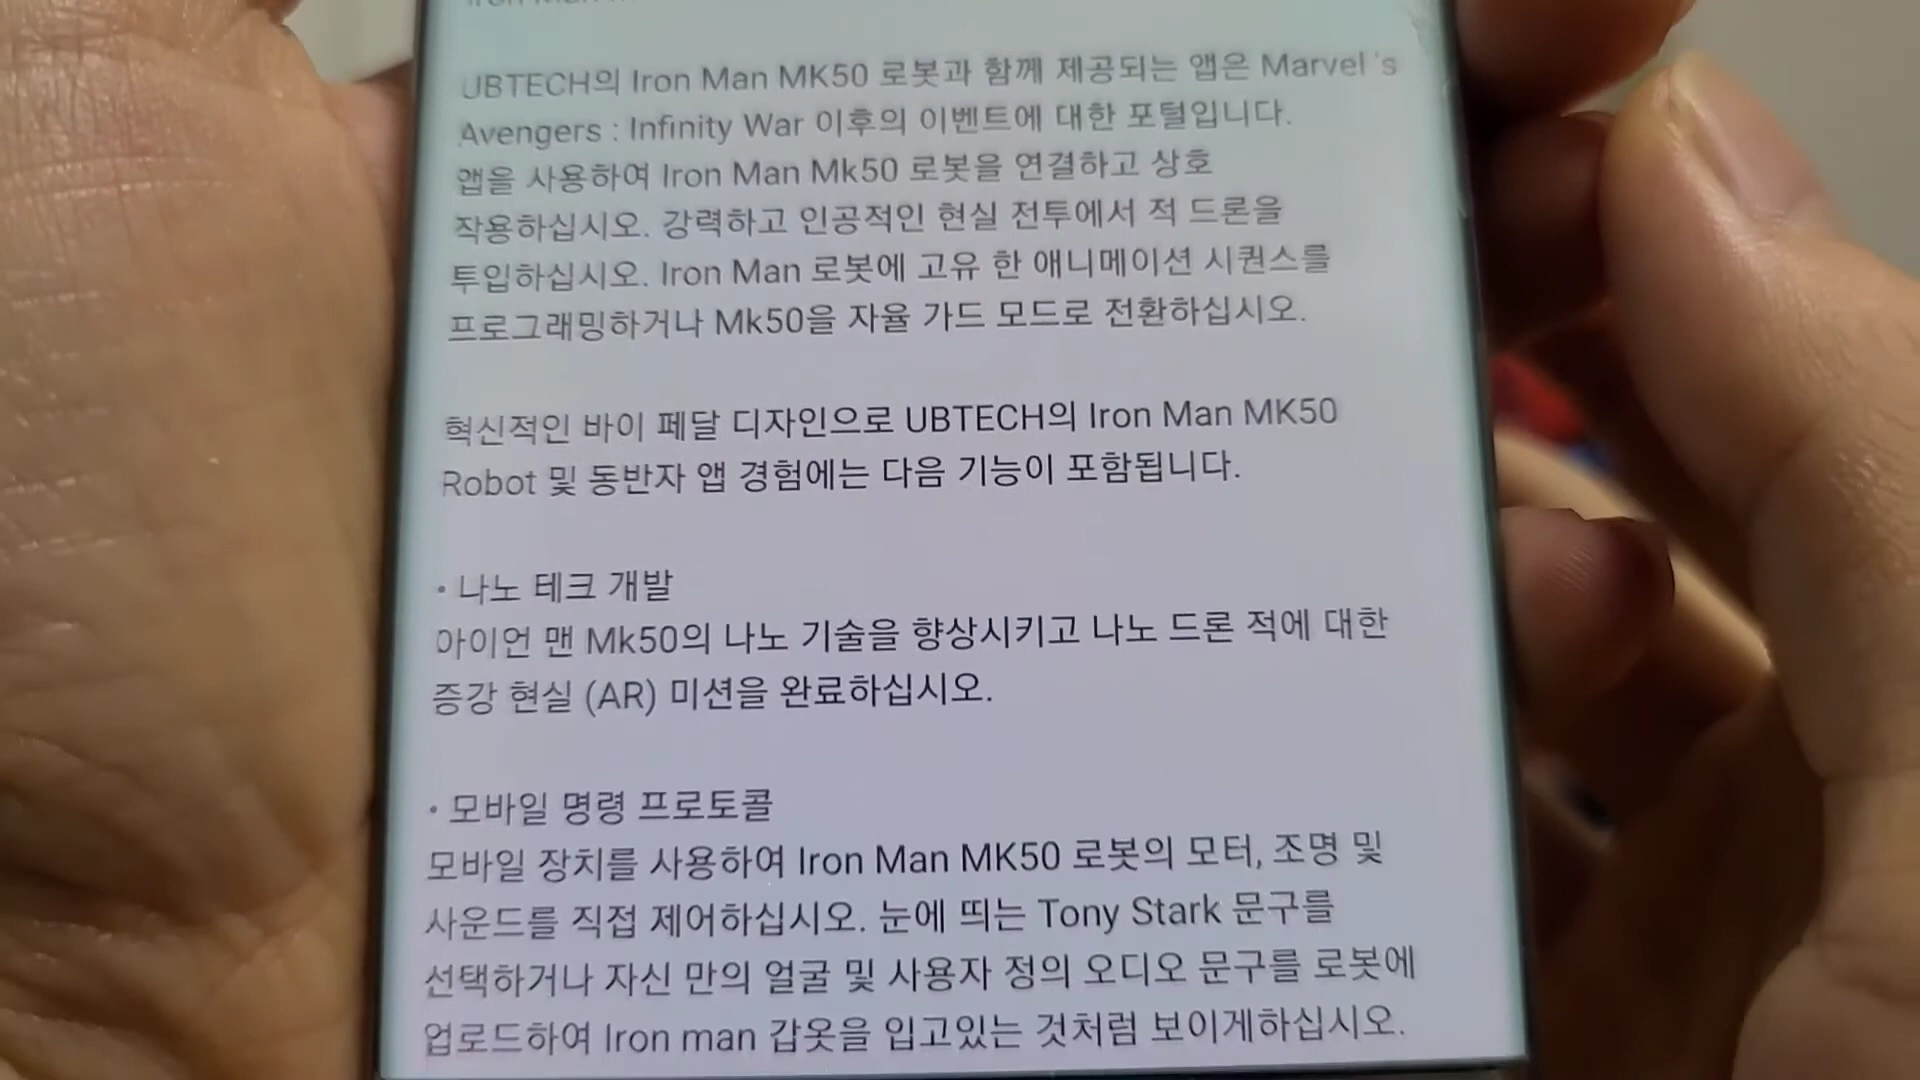 UBTECH의 Iron Man MK50 로봇과 함께 제공되는 앱은 Marvel 's
Avengers : Infinity War 이후의 이벤트에 대한 포털입니다.
앱을 사용하여 Iron Man Mk50 로봇을 연결하고 상호
작용하십시오. 강력하고 인공적인 현실 전투에서 적 드론을
투입하십시오. Iron Man 로봇에 고유 한 애니메이션 시퀀스를
프로그래밍하거나 Mk50을 자율 가드 모드로 전환하십시오.
혁신적인 바이 페달 디자인으로 UBTECH의 Iron Man MK50
Robot 및 동반자 앱 경험에는 다음 기능이 포함됩니다.
• 나노 테크 개발
아이언 맨 Mk50의 나노 기술을 향상시키고 나노 드론 적에 대한
증강 현실 (AR) 미션을 완료하십시오.
• 모바일 명령 프로토콜
모바일 장치를 사용하여 Iron Man MK50 로봇의 모터, 조명 및
사운드를 직접 제어하십시오. 눈에 띄는 Tony Stark 문구를
선택하거나 자신 만의 얼굴 및 사용자 정의 오디오 문구를 로봇에
업로드하여 Iron man 갑옷을 입고있는 것처럼 보이게하십시오.